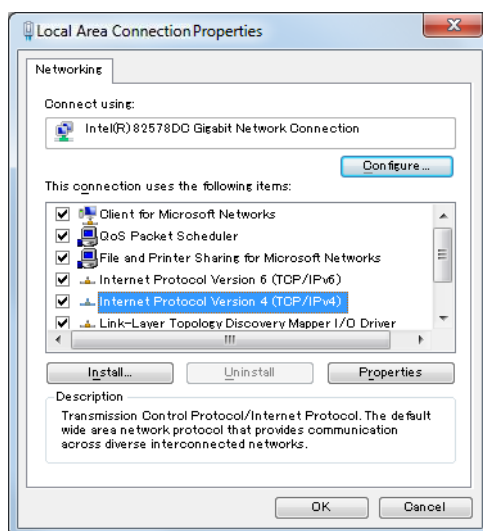 Local Area Connection Properties
Networking
Connect using:
Intel(R) 82578DC Gigabit Network Connection
Configure...
This connection uses the following items:
Client for Microsoft Networks
QoS Packet Scheduler
File and Printer Sharing for Microsoft Networks
Internet Protocol Version 6 (TCP/IPv6)
Internet Protocol Version 4 (TCP/IPv4)
Link-Layer Topology Discovery Mapper I/O Driver
Install...
Uninstall
Properties
Description
Transmission Control Protocol/Internet Protocol. The default
wide area network protocol that provides communication
across diverse interconnected networks.
OK
Cancel